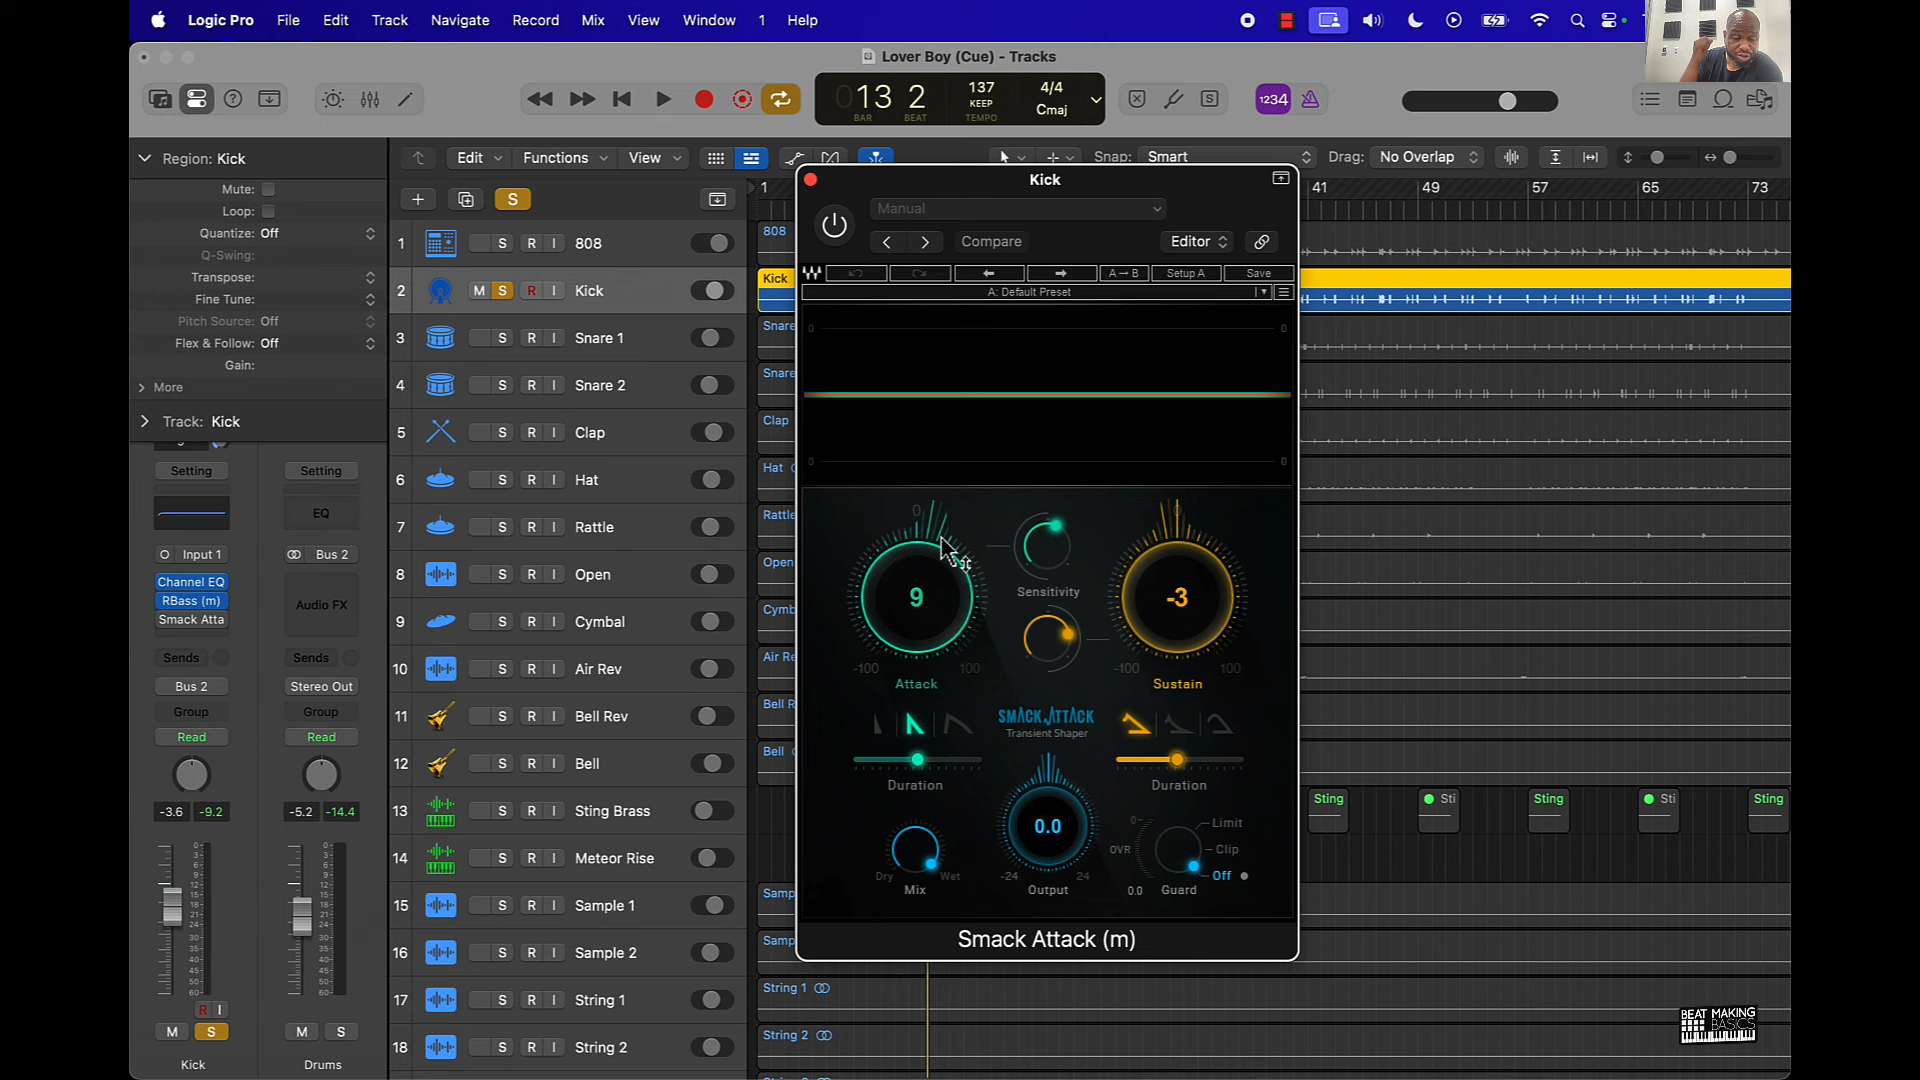 Logic Pro File Edit Track Navigate Record Mix View Window 1 Help
Lover Boy (Cue) - Tracks
013 2
BAR BEAT
137
KEEP
TEMPO
4/4
Cmaj
1234
Region: Kick
Mute:
Loop:
Quantize: Off
Q-Swing:
Transpose:
Fine Tune:
Pitch Source: Off
Flex & Follow: Off
Gain:
More
Track: Kick
Edit Functions View
Snap: Smart
Drag: No Overlap
S
1 41 49 57 65 73
1 S R I 808
2 M S R I Kick
3 S R I Snare 1
4 S R I Snare 2
5 S R I Clap
6 S R I Hat
7 S R I Rattle
8 S R I Open
9 S R I Cymbal
10 S R I Air Rev
11 S R I Bell Rev
12 S R I Bell
13 S R I Sting Brass
14 S R I Meteor Rise
15 S R I Sample 1
16 S R I Sample 2
17 S R I String 1
18 S R I String 2
808
Kick
Snare
Snare
Clap
Hat
Rattle
Open
Cymb
Air Re
Bell R
Bell
Sting Sti Sting Sti Sting
Samp
Samp
String 1
String 2
Setting Setting
EQ
Input 1 Bus 2
Channel EQ
RBass (m)
Smack Atta
Audio FX
Sends Sends
Bus 2 Stereo Out
Group Group
Read Read
-3.6 -9.2 -5.2 -14.4
R I
M S M S
Kick Drums
Kick
Manual
Compare
Editor
A→B Setup A Save
A: Default Preset
0 0
0 0
0 0
9
Sensitivity
-3
-100 100 -100 100
Attack Sustain
SMACK ATTACK
Transient Shaper
Duration Duration
0.0
Limit
Clip
Off
OVR
0
0.0
Dry Wet
-24 24
Mix Output Guard
Smack Attack (m)
BEAT MAKING
BASICS